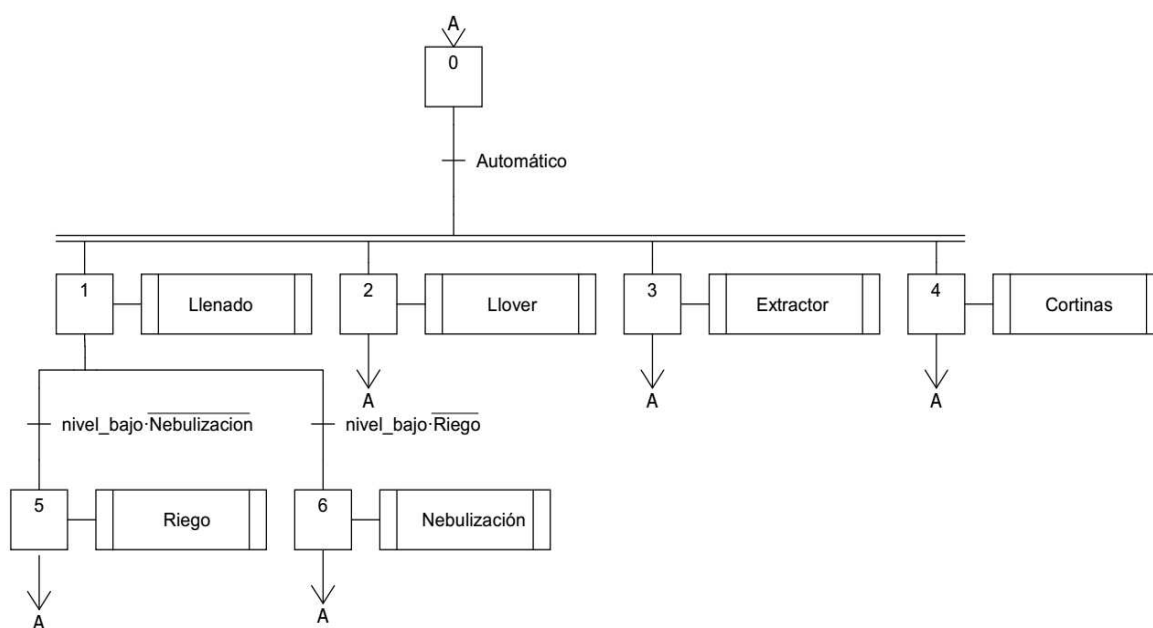 A
0
Automático
1
Llenado
2
Llover
3
Extractor
4
Cortinas
A
A
A
nivel_bajo·Nebulizacion
nivel_bajo·Riego
5
Riego
6
Nebulización
A
A